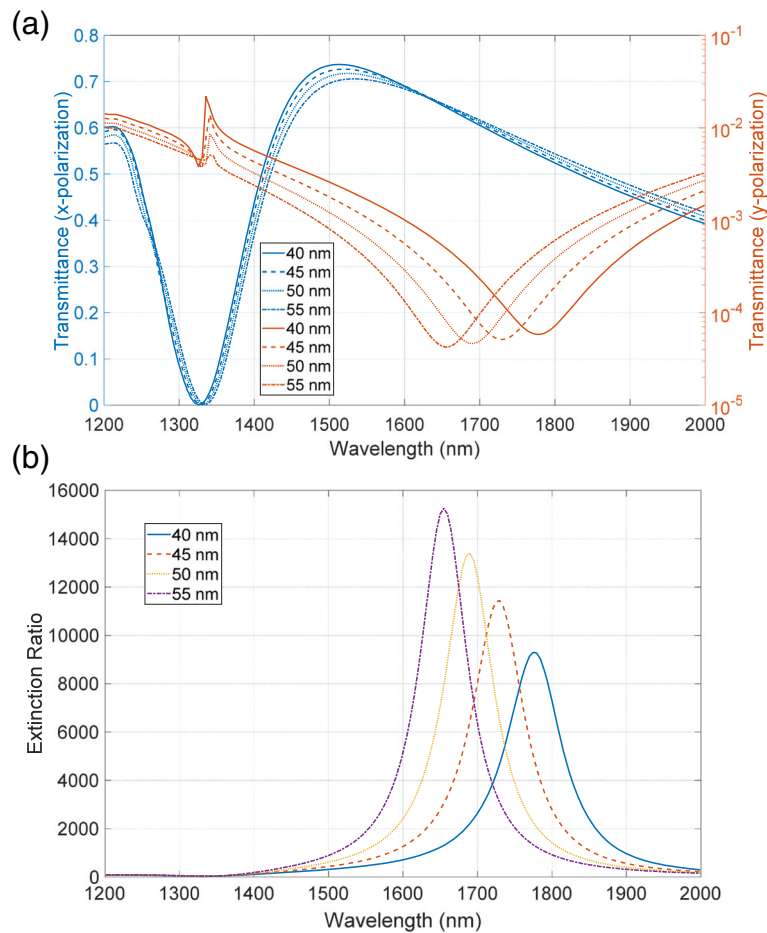 (a)
Transmittance (x-polarization)
0.8
0.7
0.6
0.5
0.4
0.3
0.2
0.1
0
40 nm
45 nm
50 nm
55 nm
40 nm
45 nm
50 nm
55 nm
10⁻¹
10⁻²
10⁻³
10⁻⁴
10⁻⁵
Transmittance (y-polarization)
1200 1300 1400 1500 1600 1700 1800 1900 2000
Wavelength (nm)
(b)
Extinction Ratio
16000
14000
12000
10000
8000
6000
4000
2000
0
40 nm
45 nm
50 nm
55 nm
1200 1300 1400 1500 1600 1700 1800 1900 2000
Wavelength (nm)